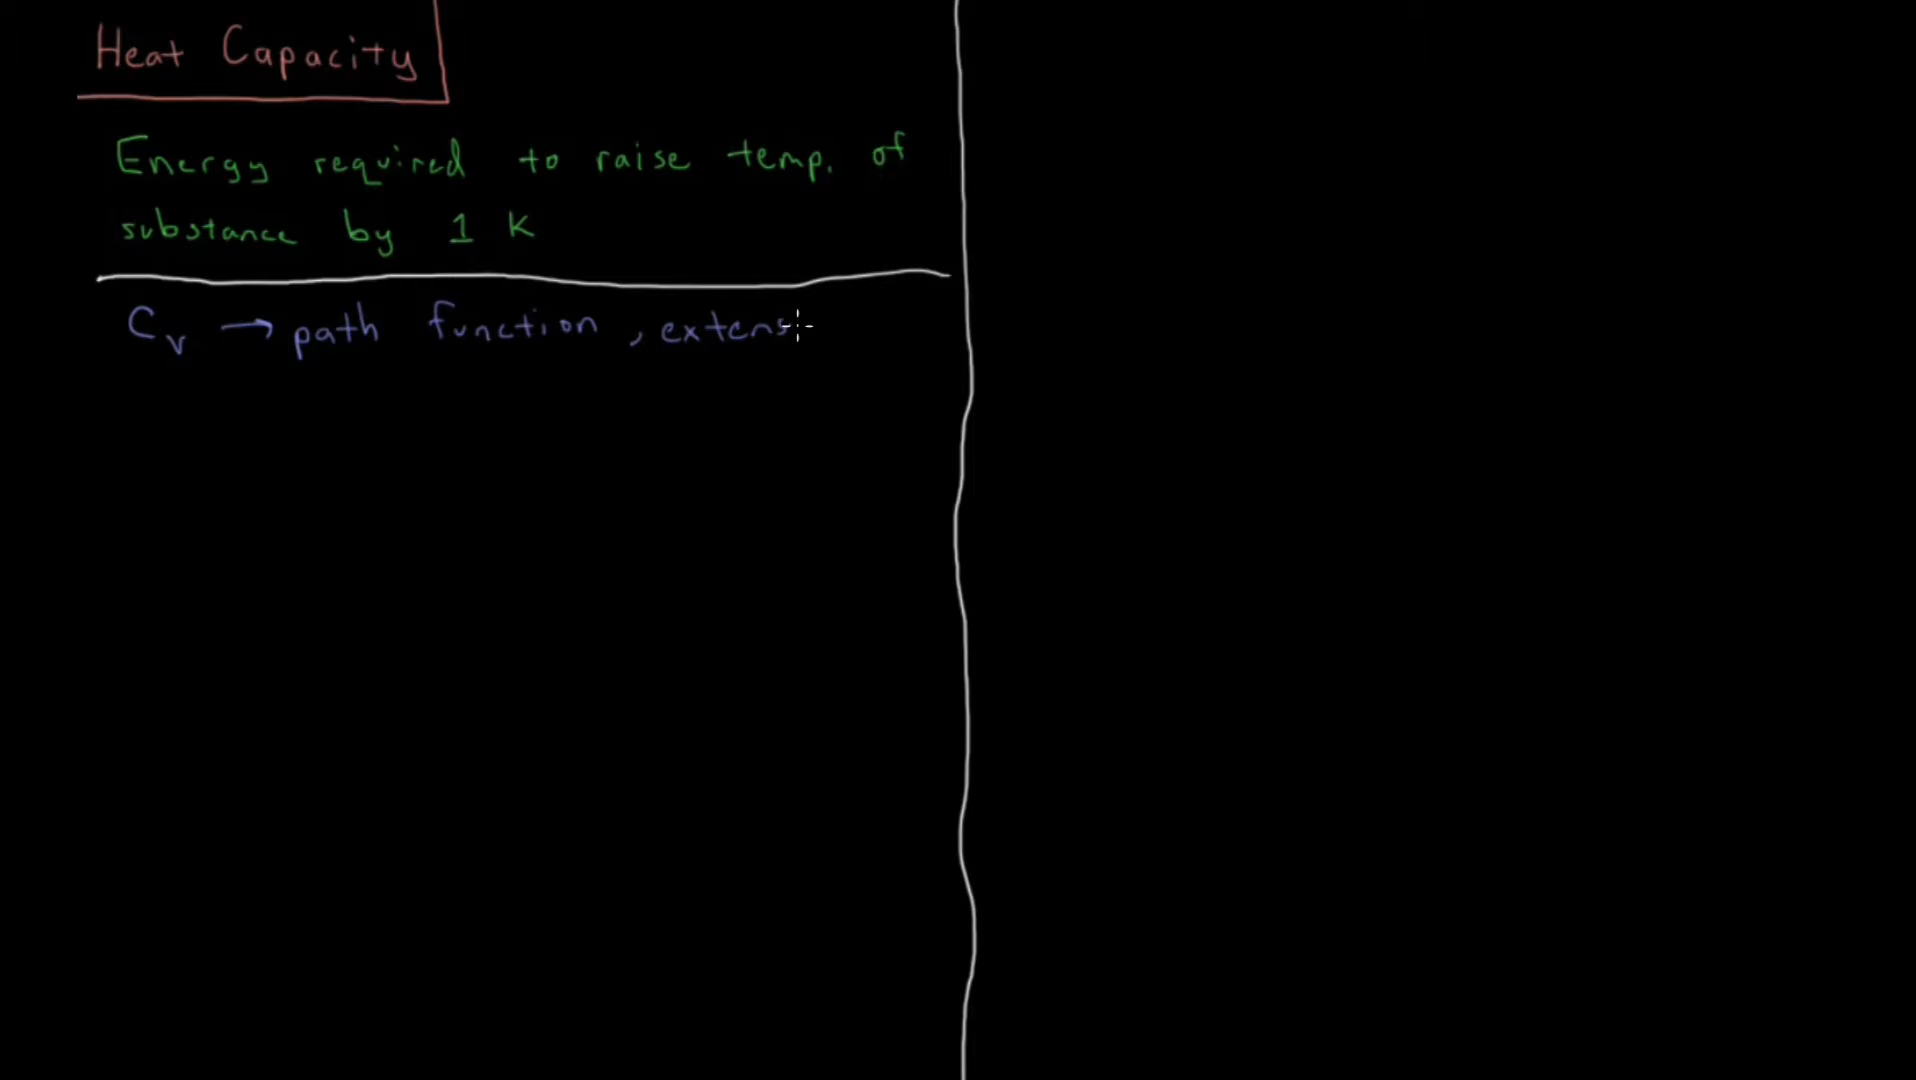 Heat Capacity
Energy required to raise temp. of
substance by 1 K
Cv → path function, extens